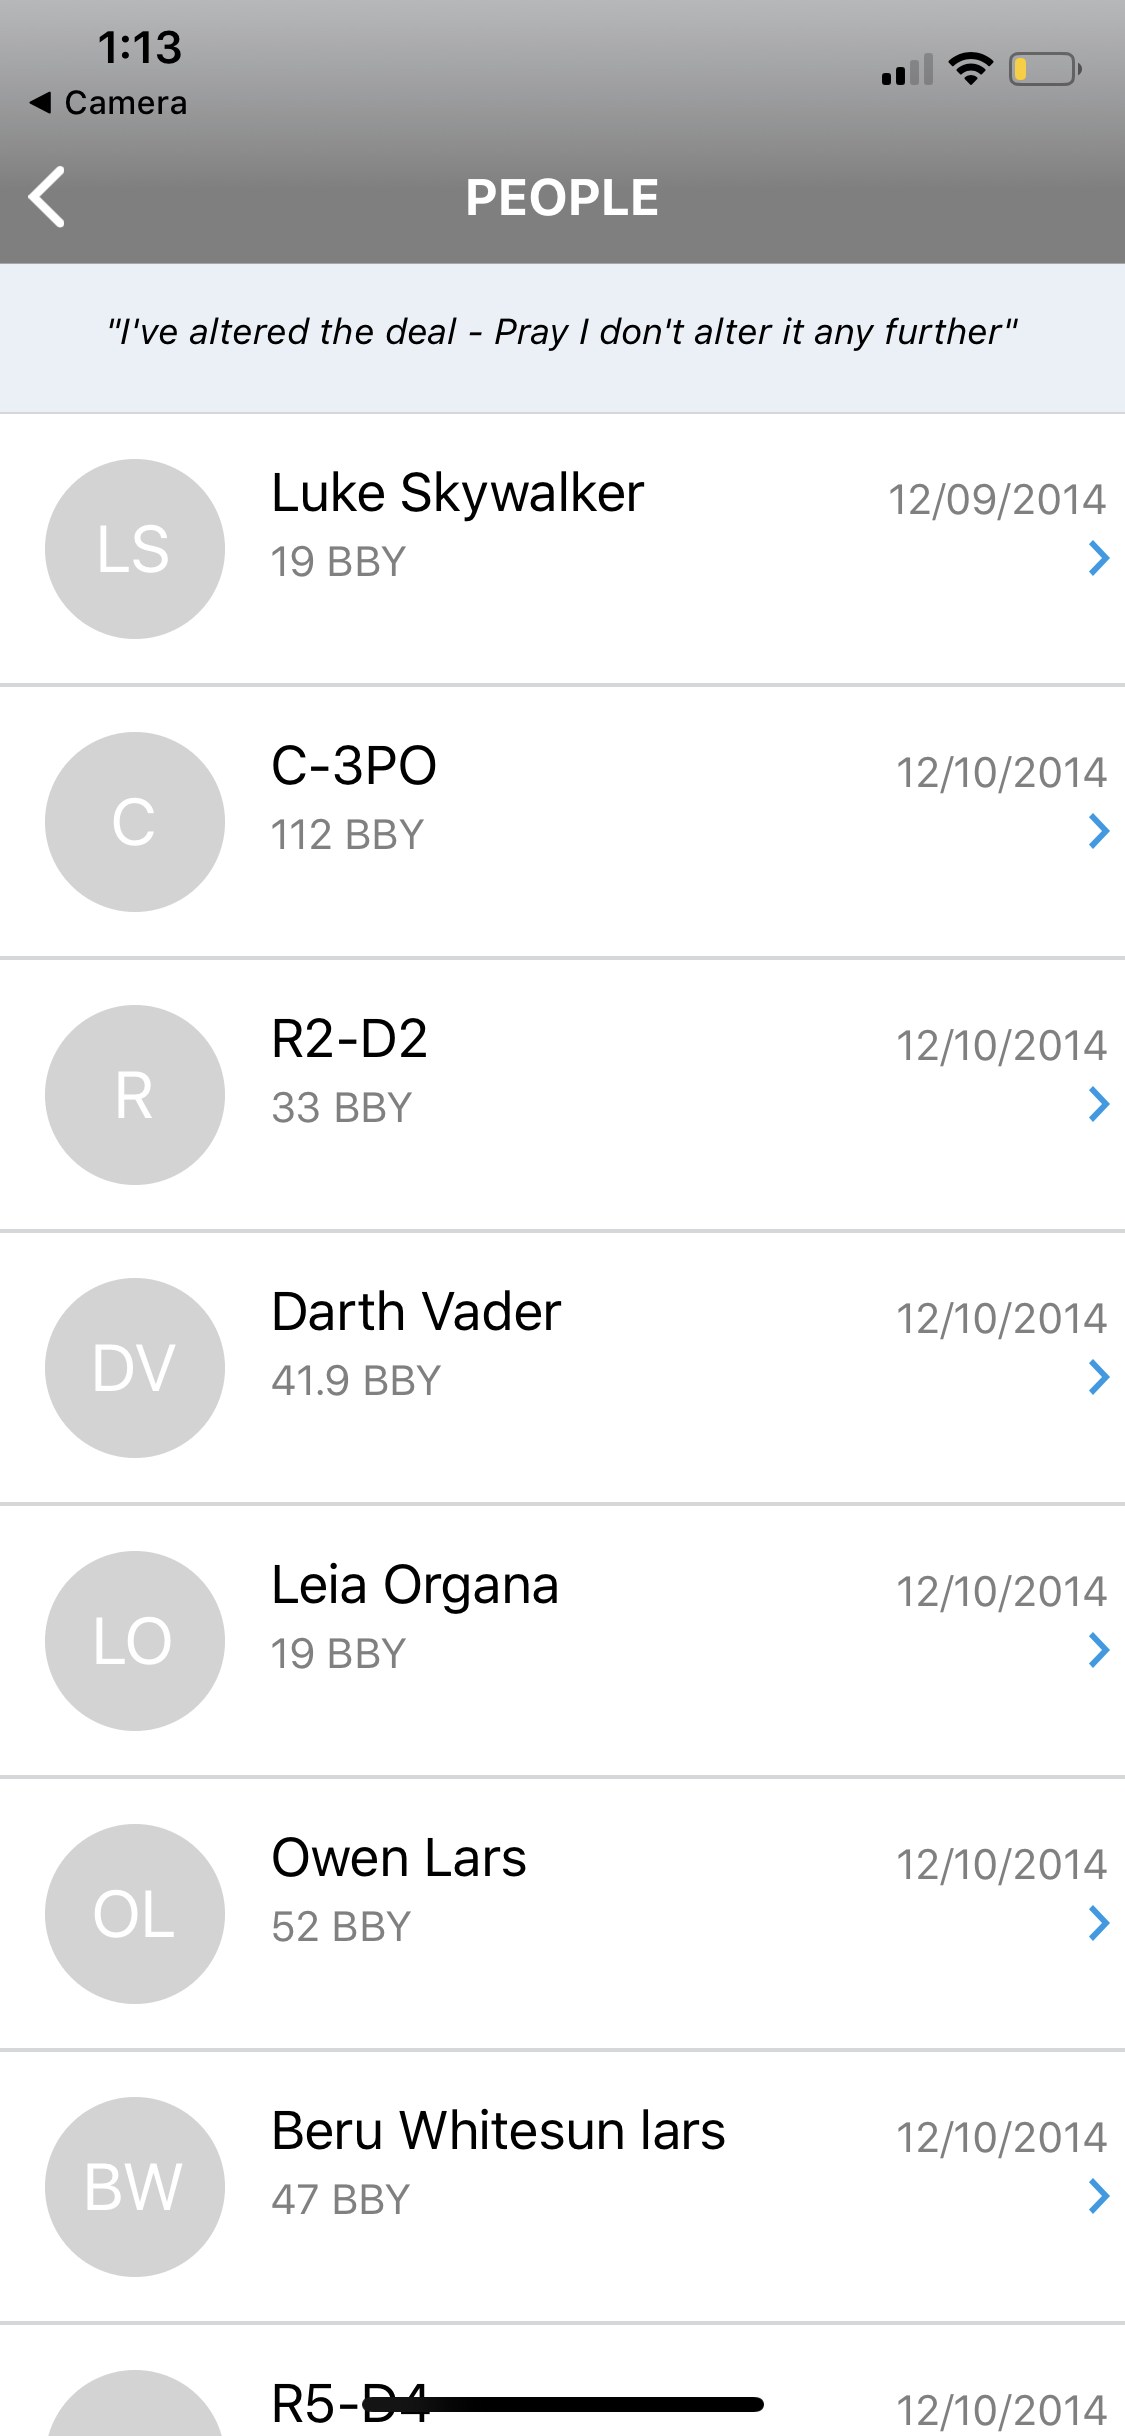 1:13
◀ Camera
PEOPLE
"I've altered the deal - Pray I don't alter it any further"
LS
Luke Skywalker
12/09/2014
19 BBY
C
C-3PO
12/10/2014
112 BBY
R
R2-D2
12/10/2014
33 BBY
DV
Darth Vader
12/10/2014
41.9 BBY
LO
Leia Organa
12/10/2014
19 BBY
OL
Owen Lars
12/10/2014
52 BBY
BW
Beru Whitesun lars
12/10/2014
47 BBY
R5-D4
12/10/2014